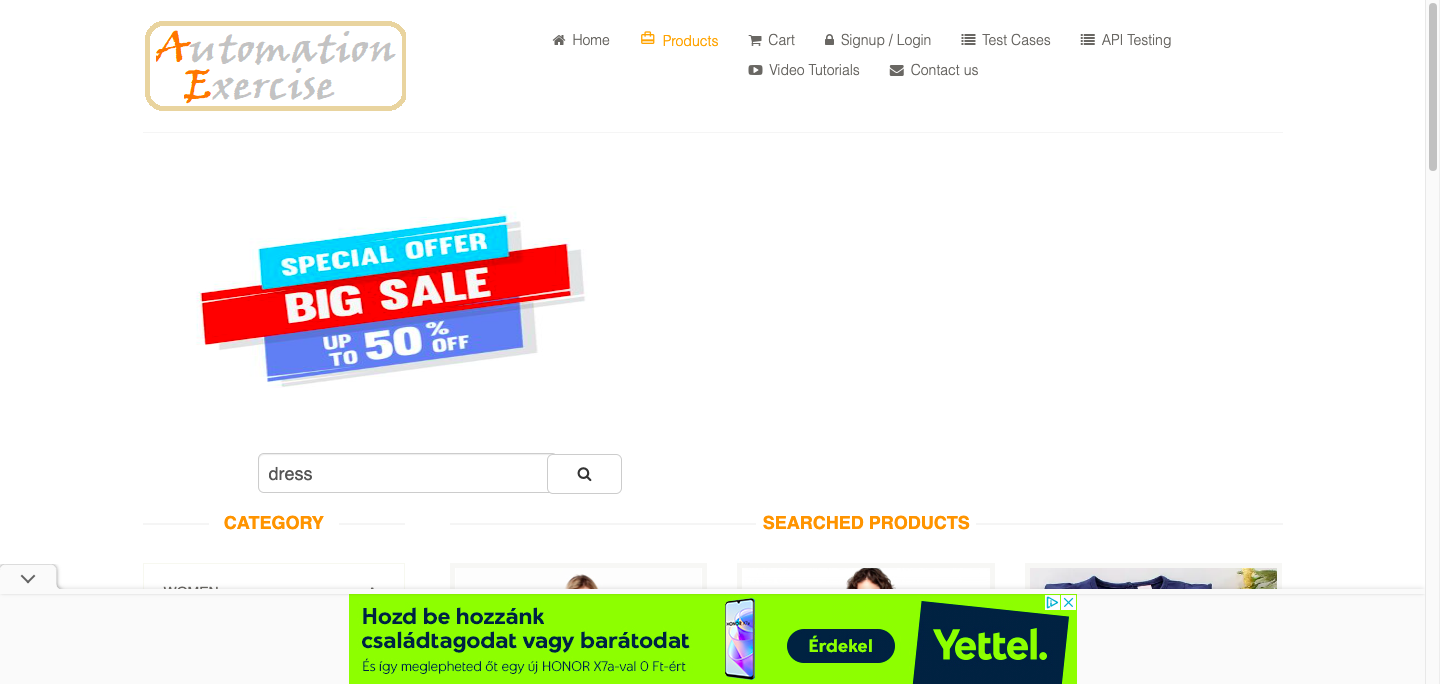 Automation
Exercise
Home
Products
Cart
Signup / Login
Test Cases
API Testing
Video Tutorials
Contact us
SPECIAL OFFER
BIG SALE
UP TO 50% OFF
dress
CATEGORY
SEARCHED PRODUCTS
Hozd be hozzánk
családtagodat vagy barátodat
És így meglepheted őt egy új HONOR X7a-val 0 Ft-ért
Érdekel
Yettel.